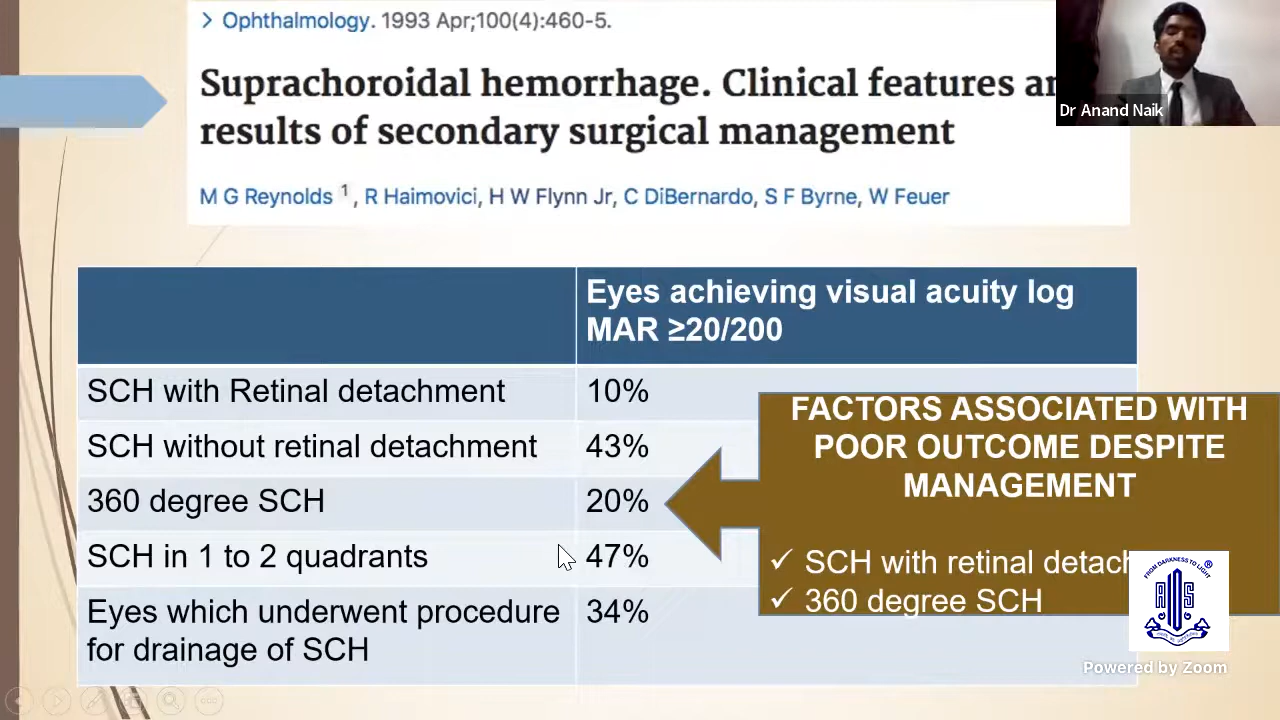 > Ophthalmology. 1993 Apr;100(4):460-5.
Suprachoroidal hemorrhage. Clinical features an
results of secondary surgical management
M G Reynolds 1, R Haimovici, H W Flynn Jr, C DiBernardo, S F Byrne, W Feuer
Dr Anand Naik
Eyes achieving visual acuity log
MAR ≥20/200
SCH with Retinal detachment 10%
SCH without retinal detachment 43%
360 degree SCH 20%
SCH in 1 to 2 quadrants 47%
Eyes which underwent procedure 34%
for drainage of SCH
FACTORS ASSOCIATED WITH
POOR OUTCOME DESPITE
MANAGEMENT
✓ SCH with retinal detach
✓ 360 degree SCH
FROM DARKNESS TO LIGHT ®
Powered by Zoom